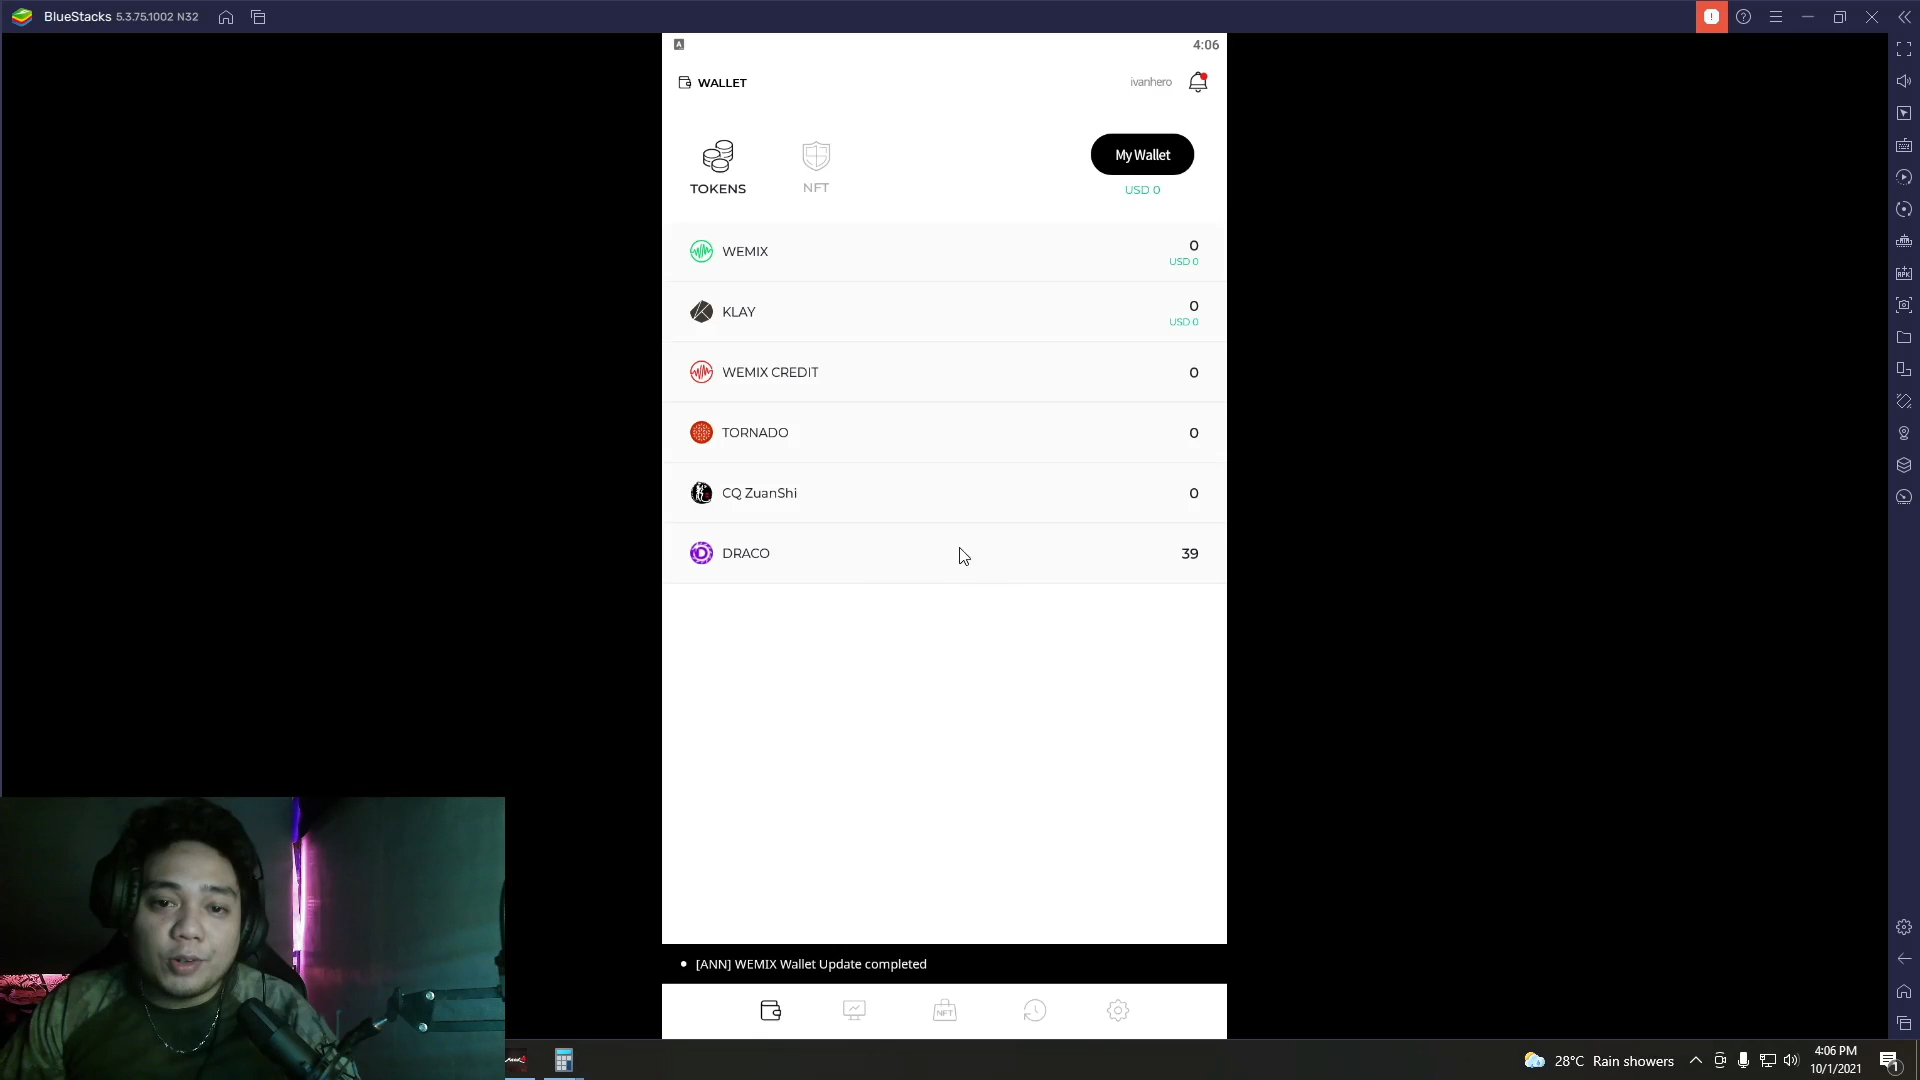 BlueStacks 5.3.75.1002 N32
4:06
WALLET
ivanhero
TOKENS
NFT
My Wallet
USD 0
WEMIX
0
USD 0
KLAY
0
USD 0
WEMIX CREDIT
0
TORNADO
0
CQ ZuanShi
0
DRACO
39
[ANN] WEMIX Wallet Update completed
NFT
28°C Rain showers
4:06 PM
10/1/2021
1